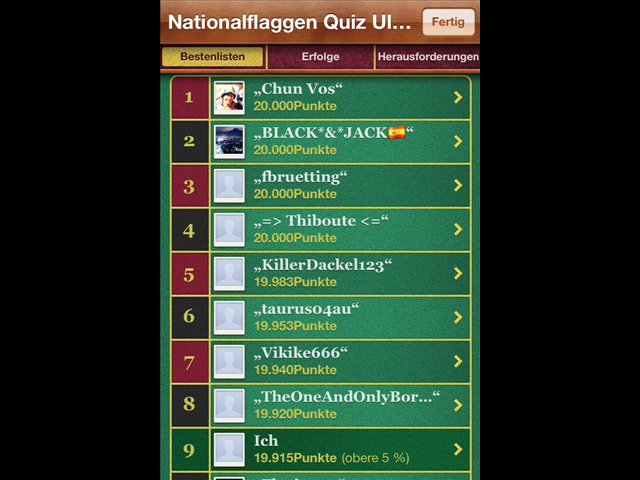 Nationalflaggen Quiz Ul... Fertig
Bestenlisten Erfolge Herausforderungen
1 „Chun Vos“
20.000Punkte
2 „BLACK*&*JACK🇪🇸“
20.000Punkte
3 „fbruetting“
20.000Punkte
4 „=> Thiboute <=“
20.000Punkte
5 „KillerDackel123“
19.983Punkte
6 „taurus04au“
19.953Punkte
7 „Vikike666“
19.940Punkte
8 „TheOneAndOnlyBor...“
19.920Punkte
9 Ich
19.915Punkte (obere 5 %)